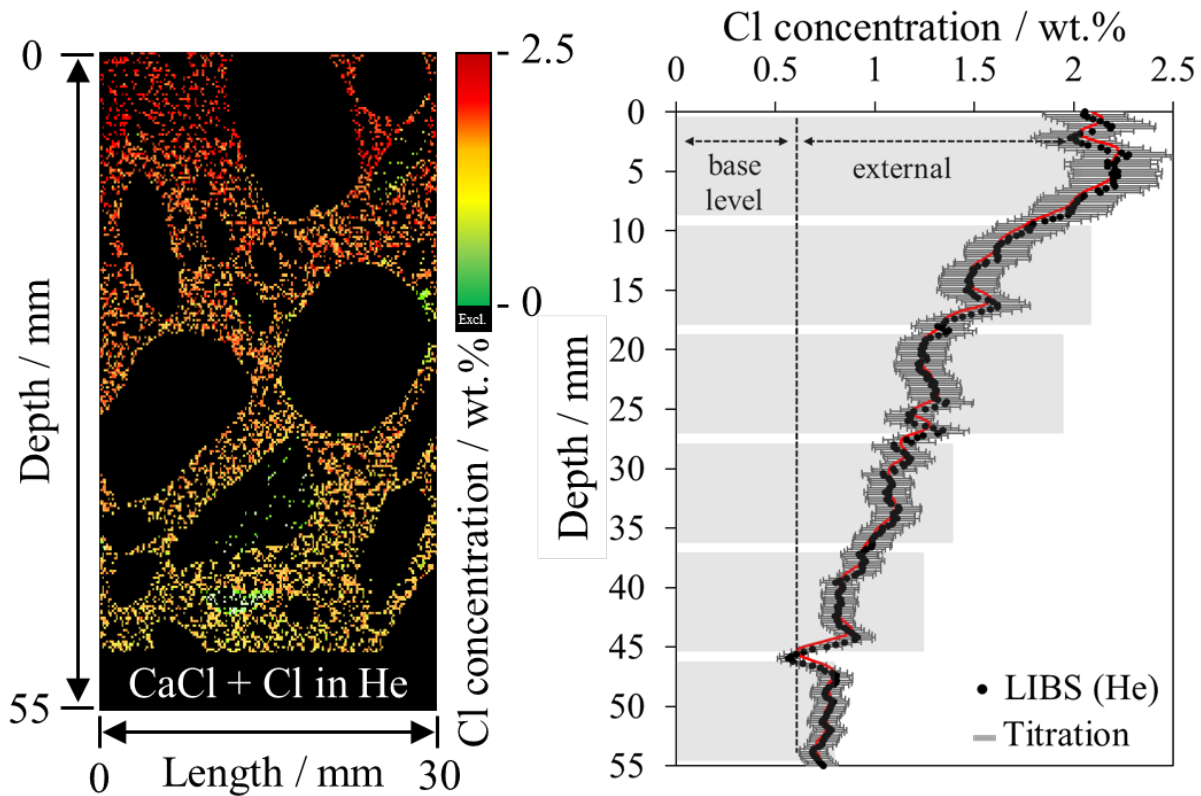 0
55
Depth / mm
CaCl + Cl in He
0
Length / mm
30
2.5
0
Excl.
Cl concentration / wt.%
Cl concentration / wt.%
0
0.5
1
1.5
2
2.5
Depth / mm
0
5
10
15
20
25
30
35
40
45
50
55
base
level
external
LIBS (He)
Titration